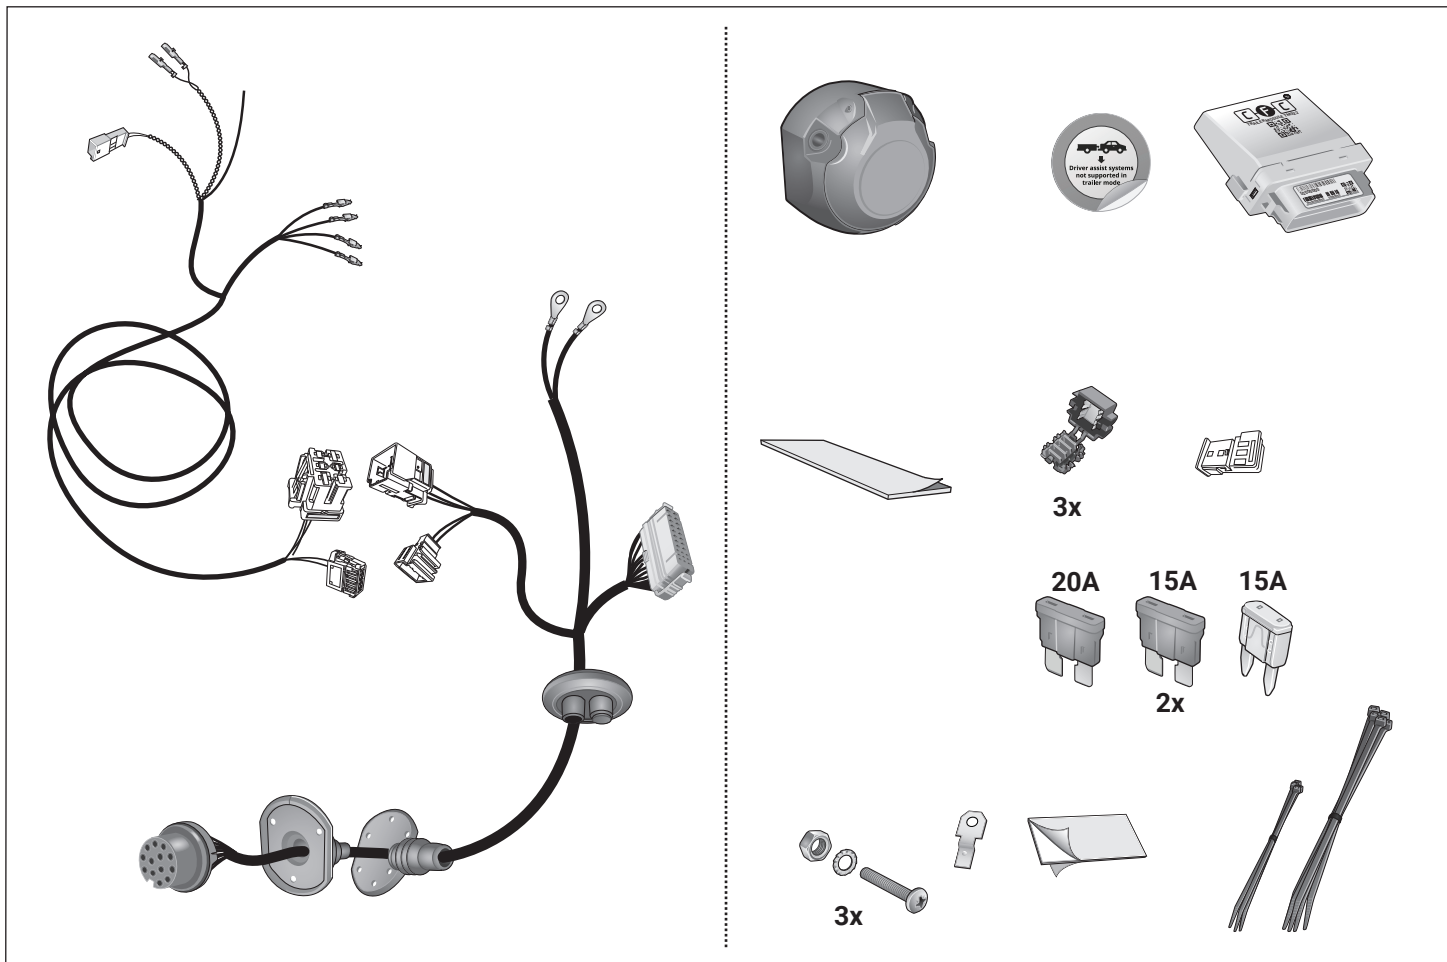 Driver assist systems
not supported in
trailer mode
C F C
3x
20A
15A
15A
2x
3x